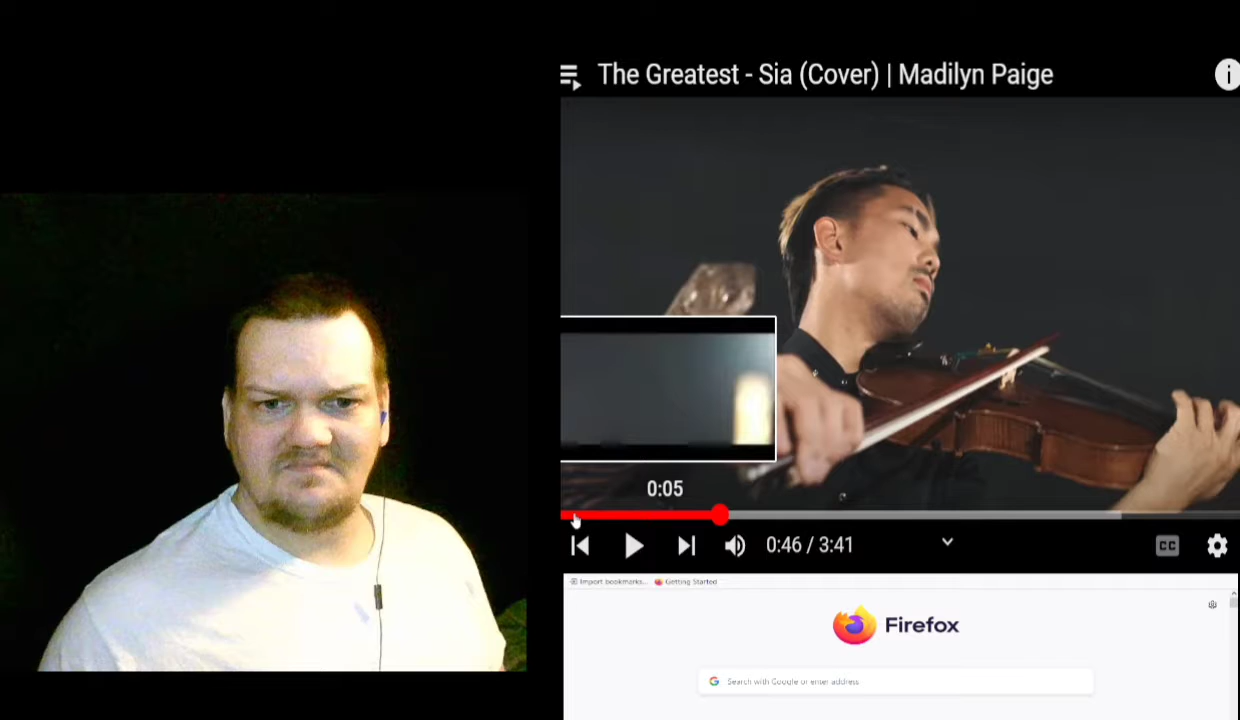 The Greatest - Sia (Cover) | Madilyn Paige
0:05
0:46 / 3:41
CC
Import bookmarks...
Getting Started
Firefox
Search with Google or enter address